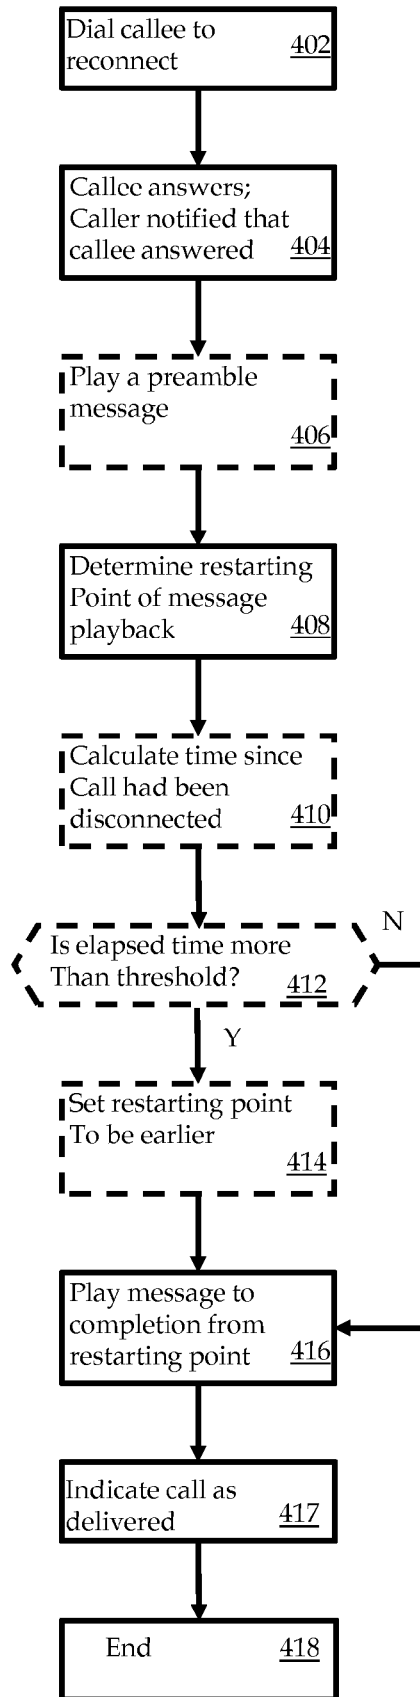 Dial callee to
reconnect 402
Callee answers;
Caller notified that
callee answered 404
Play a preamble
message
406
Determine restarting
Point of message
playback 408
Calculate time since
Call had been
disconnected 410
N
Is elapsed time more
Than threshold? 412
Y
Set restarting point
To be earlier
414
Play message to
completion from
restarting point 416
Indicate call as
delivered 417
End 418